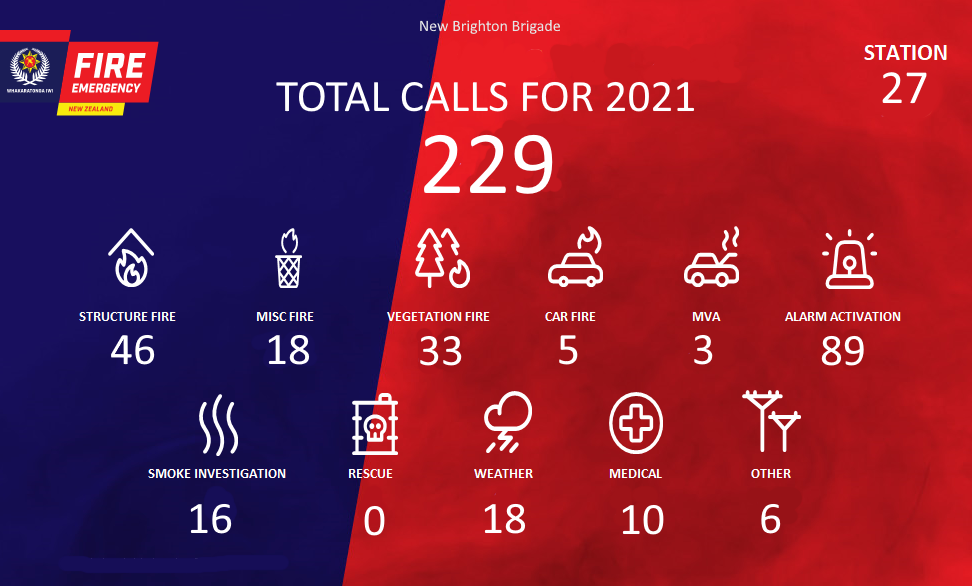 New Brighton Brigade
WHAKARATONGA IWI
FIRE
EMERGENCY
NEW ZEALAND
STATION
27
TOTAL CALLS FOR 2021
229
STRUCTURE FIRE
46
MISC FIRE
18
VEGETATION FIRE
33
CAR FIRE
5
MVA
3
ALARM ACTIVATION
89
SMOKE INVESTIGATION
16
RESCUE
0
WEATHER
18
MEDICAL
10
OTHER
6